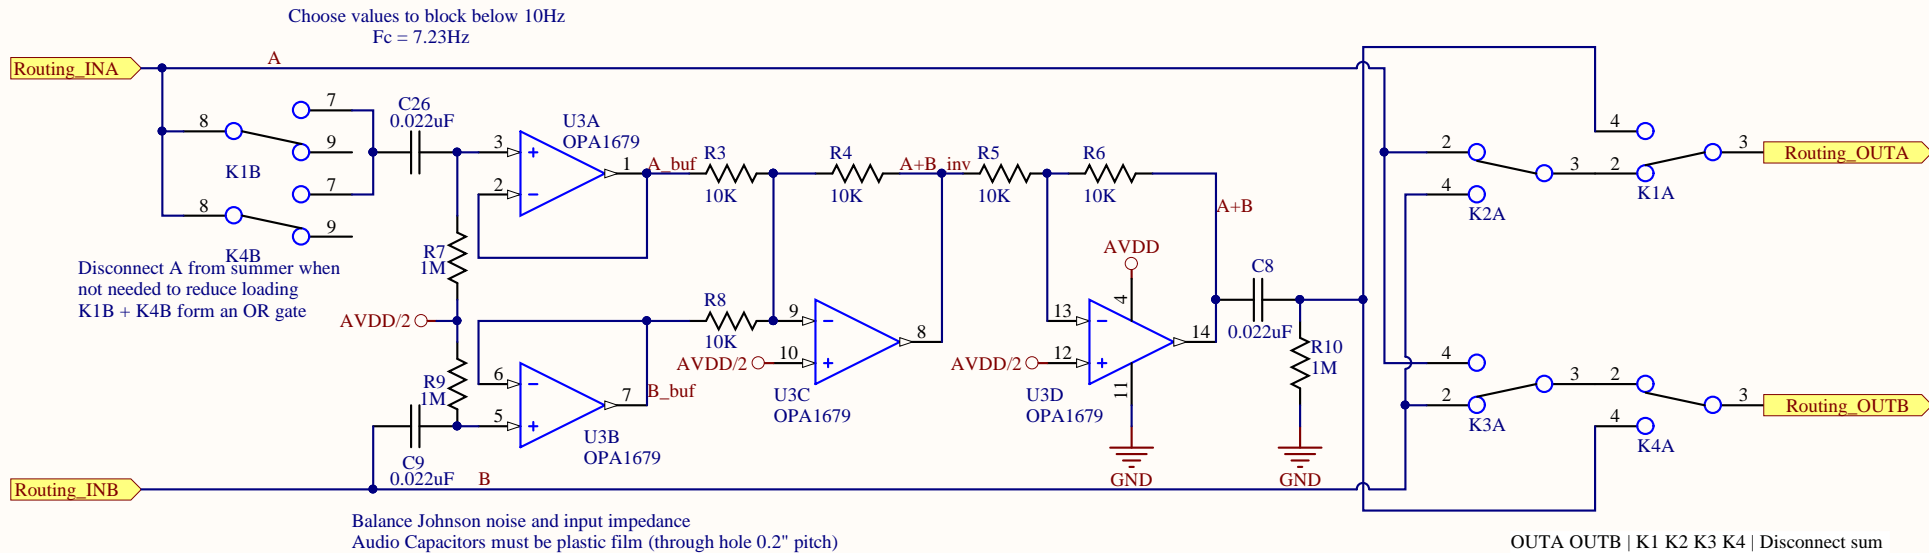 Choose values to block below 10Hz
Fc = 7.23Hz
Routing_INA
A
7
8
9
K1B
7
8
9
K4B
Disconnect A from summer when
not needed to reduce loading
K1B + K4B form an OR gate
C26
0.022uF
U3A
OPA1679
3
2
1
A_buf
R3
10K
R4
10K
A+B_inv
R5
10K
R6
10K
A+B
R7
1M
AVDD/2
R9
1M
R8
10K
6
5
7
B_buf
U3B
OPA1679
C9
0.022uF
AVDD/2
9
10
8
U3C
OPA1679
AVDD
4
AVDD/2
13
12
14
11
U3D
OPA1679
GND
C8
0.022uF
R10
1M
GND
4
2
3
2
3
K1A
4
K2A
Routing_OUTA
4
3
2
3
2
K3A
4
K4A
Routing_OUTB
Routing_INB
B
Balance Johnson noise and input impedance
Audio Capacitors must be plastic film (through hole 0.2" pitch)
OUTA OUTB | K1 K2 K3 K4 | Disconnect sum